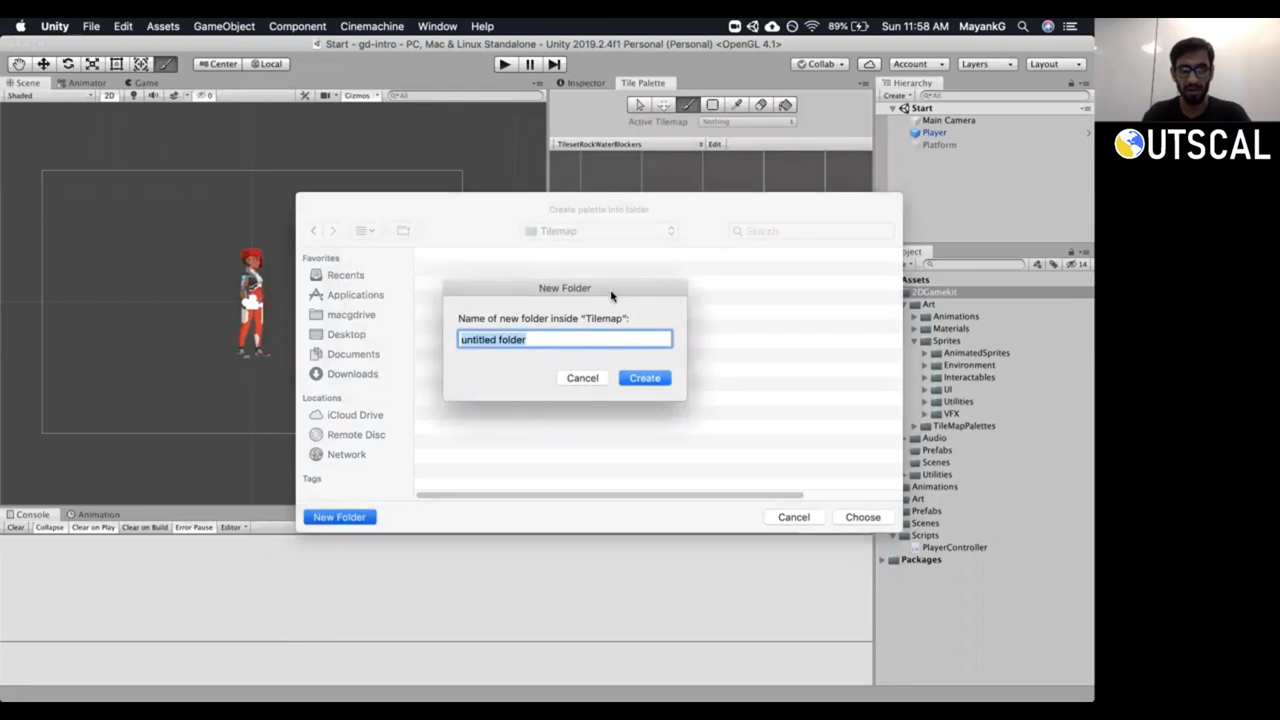 Unity File Edit Assets GameObject Component Cinemachine Window Help 89% Sun 11:58 AM MayankG
Start - gd-intro - PC, Mac & Linux Standalone - Unity 2019.2.4f1 Personal (Personal) <OpenGL 4.1>
Center Local Collab Account Layers Layout
Scene Animator Game Inspector Tile Palette Hierarchy
Shaded 2D 0 Gizmos All Create All
Start
Active Tilemap Nothing
Main Camera
Player
TilesetRockWaterBlockers Edit
Platform
Create palette into folder
Tilemap Search
Favorites
Recents
Applications
macgdrive
Desktop
Documents
Downloads
Locations
iCloud Drive
Remote Disc
Network
Tags
New Folder
Name of new folder inside "Tilemap":
untitled folder
Cancel Create
New Folder Cancel Choose
oject
14
Assets
2DGamekit
Art
Animations
Materials
Sprites
AnimatedSprites
Environment
Interactables
UI
Utilities
VFX
TileMapPalettes
Audio
Prefabs
Scenes
Utilities
Animations
Art
Prefabs
Scenes
Scripts
PlayerController
Packages
Console Animation
Clear Collapse Clear on Play Clear on Build Error Pause Editor
OUTSCAL